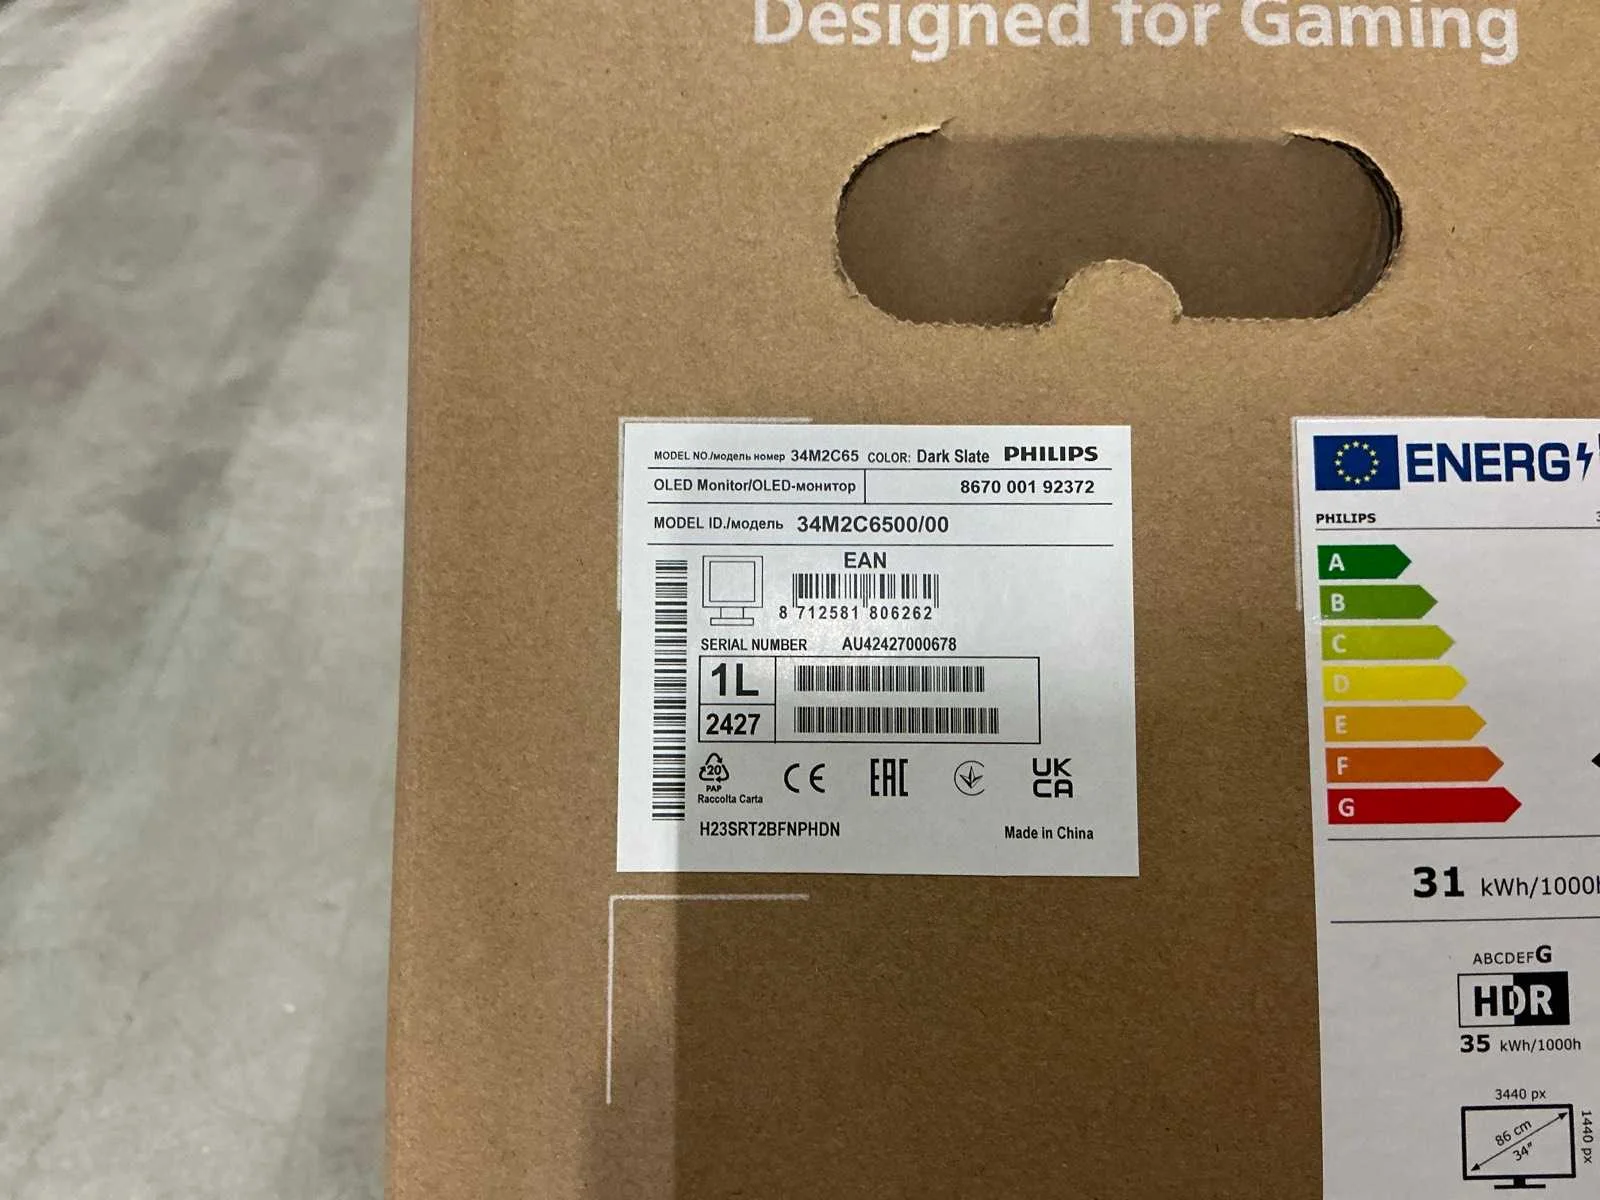 Designed for Gaming
MODEL NO./модель номер 34M2C65 COLOR: Dark Slate PHILIPS
OLED Monitor/OLED-монитор 8670 001 92372
MODEL ID./модель 34M2C6500/00
EAN
8 712581 806262
SERIAL NUMBER AU42427000678
1L
2427
20
PAP
Raccolta Carta
CE
EAC
UK
CA
H23SRT2BFNPHDN
Made in China
ENERG
PHILIPS
A
B
C
D
E
F
G
31 kWh/1000h
ABCDEFG
HDR
35 kWh/1000h
3440 px
1440 px
86 cm
34"